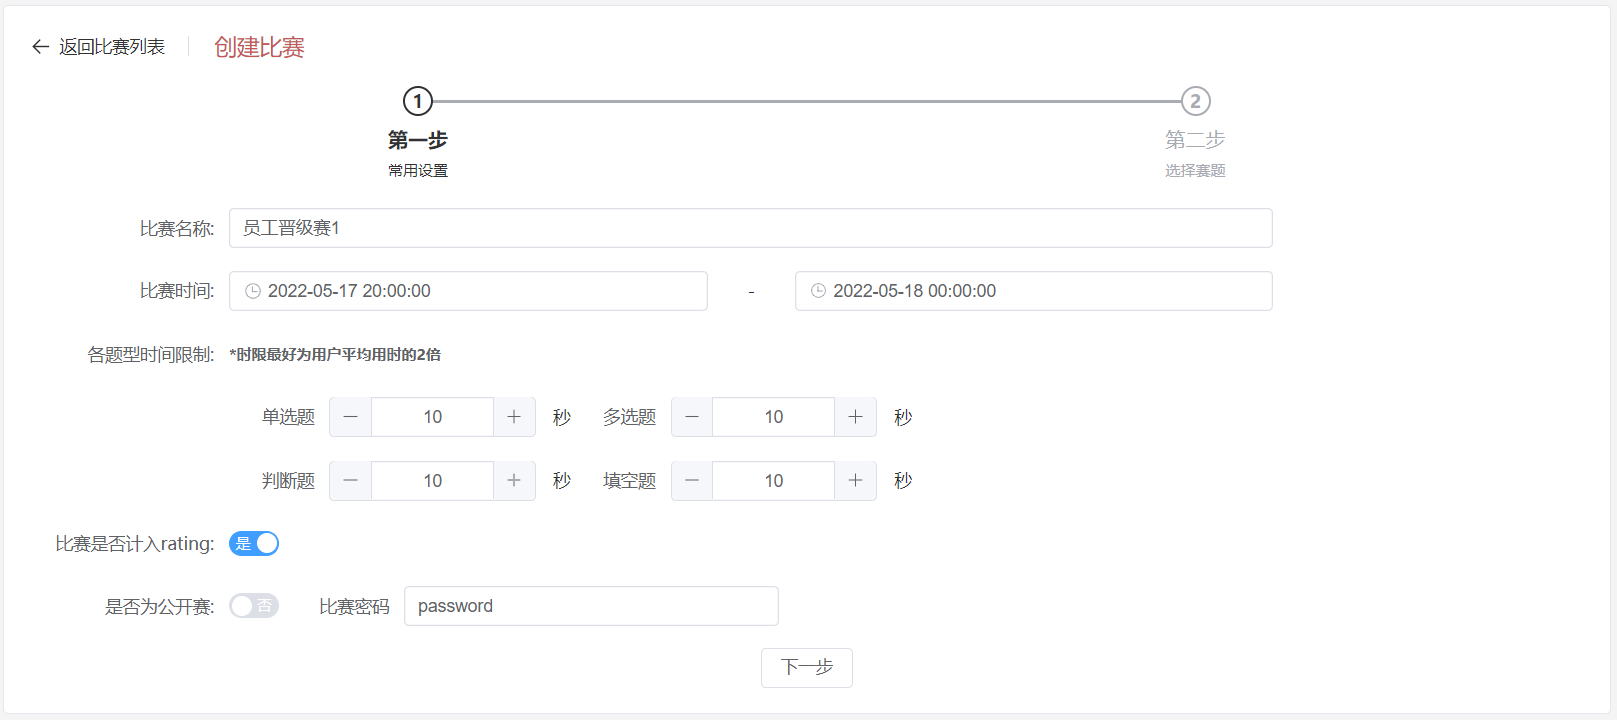 返回比赛列表 创建比赛
1 2
第一步 第二步
常用设置 选择赛题
比赛名称: 员工晋级赛1
比赛时间: 2022-05-17 20:00:00 - 2022-05-18 00:00:00
各题型时间限制: *时限最好为用户平均用时的2倍
单选题 10 秒 多选题 10 秒
判断题 10 秒 填空题 10 秒
比赛是否计入rating: 是
是否为公开赛: 否 比赛密码 password
下一步